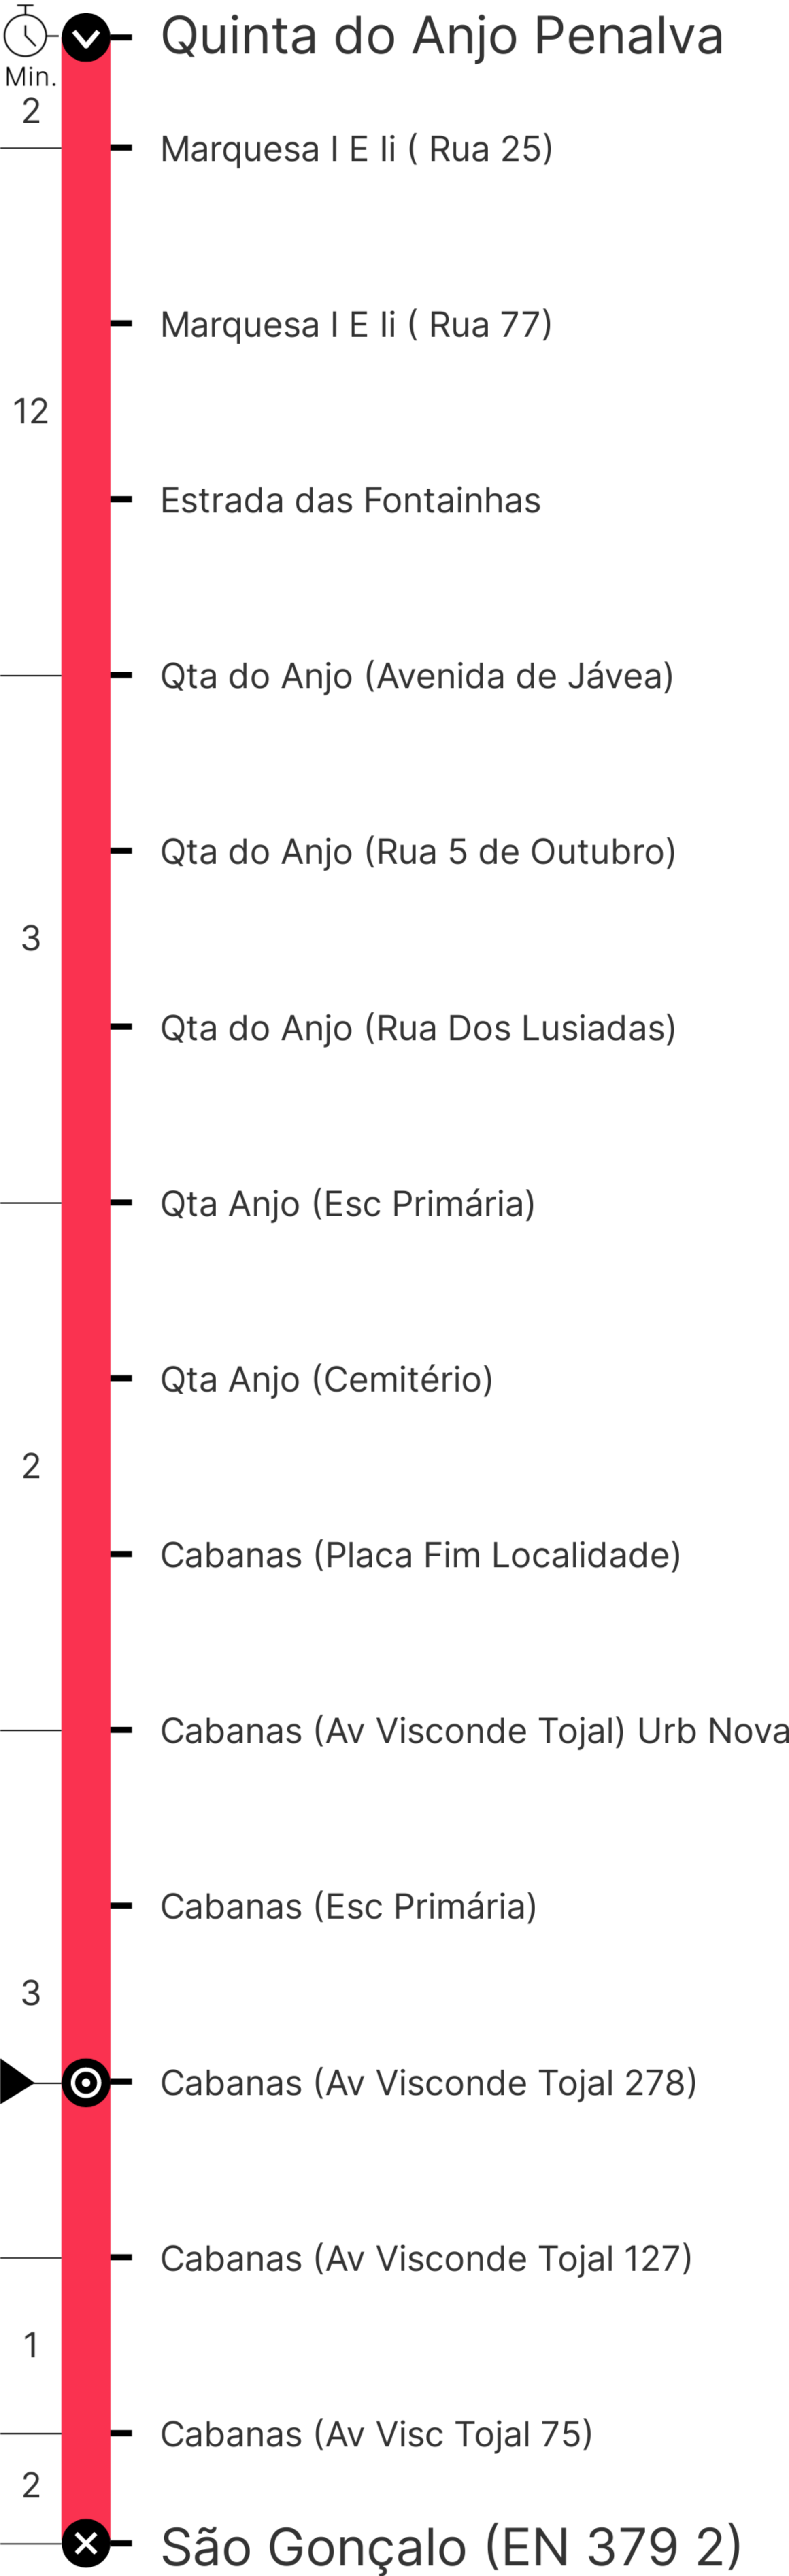 Quinta do Anjo Penalva
Min.
2
Marquesa I E Ii ( Rua 25)
Marquesa I E Ii ( Rua 77)
12
Estrada das Fontainhas
Qta do Anjo (Avenida de Jávea)
Qta do Anjo (Rua 5 de Outubro)
3
Qta do Anjo (Rua Dos Lusiadas)
Qta Anjo (Esc Primária)
Qta Anjo (Cemitério)
2
Cabanas (Placa Fim Localidade)
Cabanas (Av Visconde Tojal) Urb Nova
Cabanas (Esc Primária)
3
Cabanas (Av Visconde Tojal 278)
Cabanas (Av Visconde Tojal 127)
1
Cabanas (Av Visc Tojal 75)
2
São Gonçalo (EN 379 2)